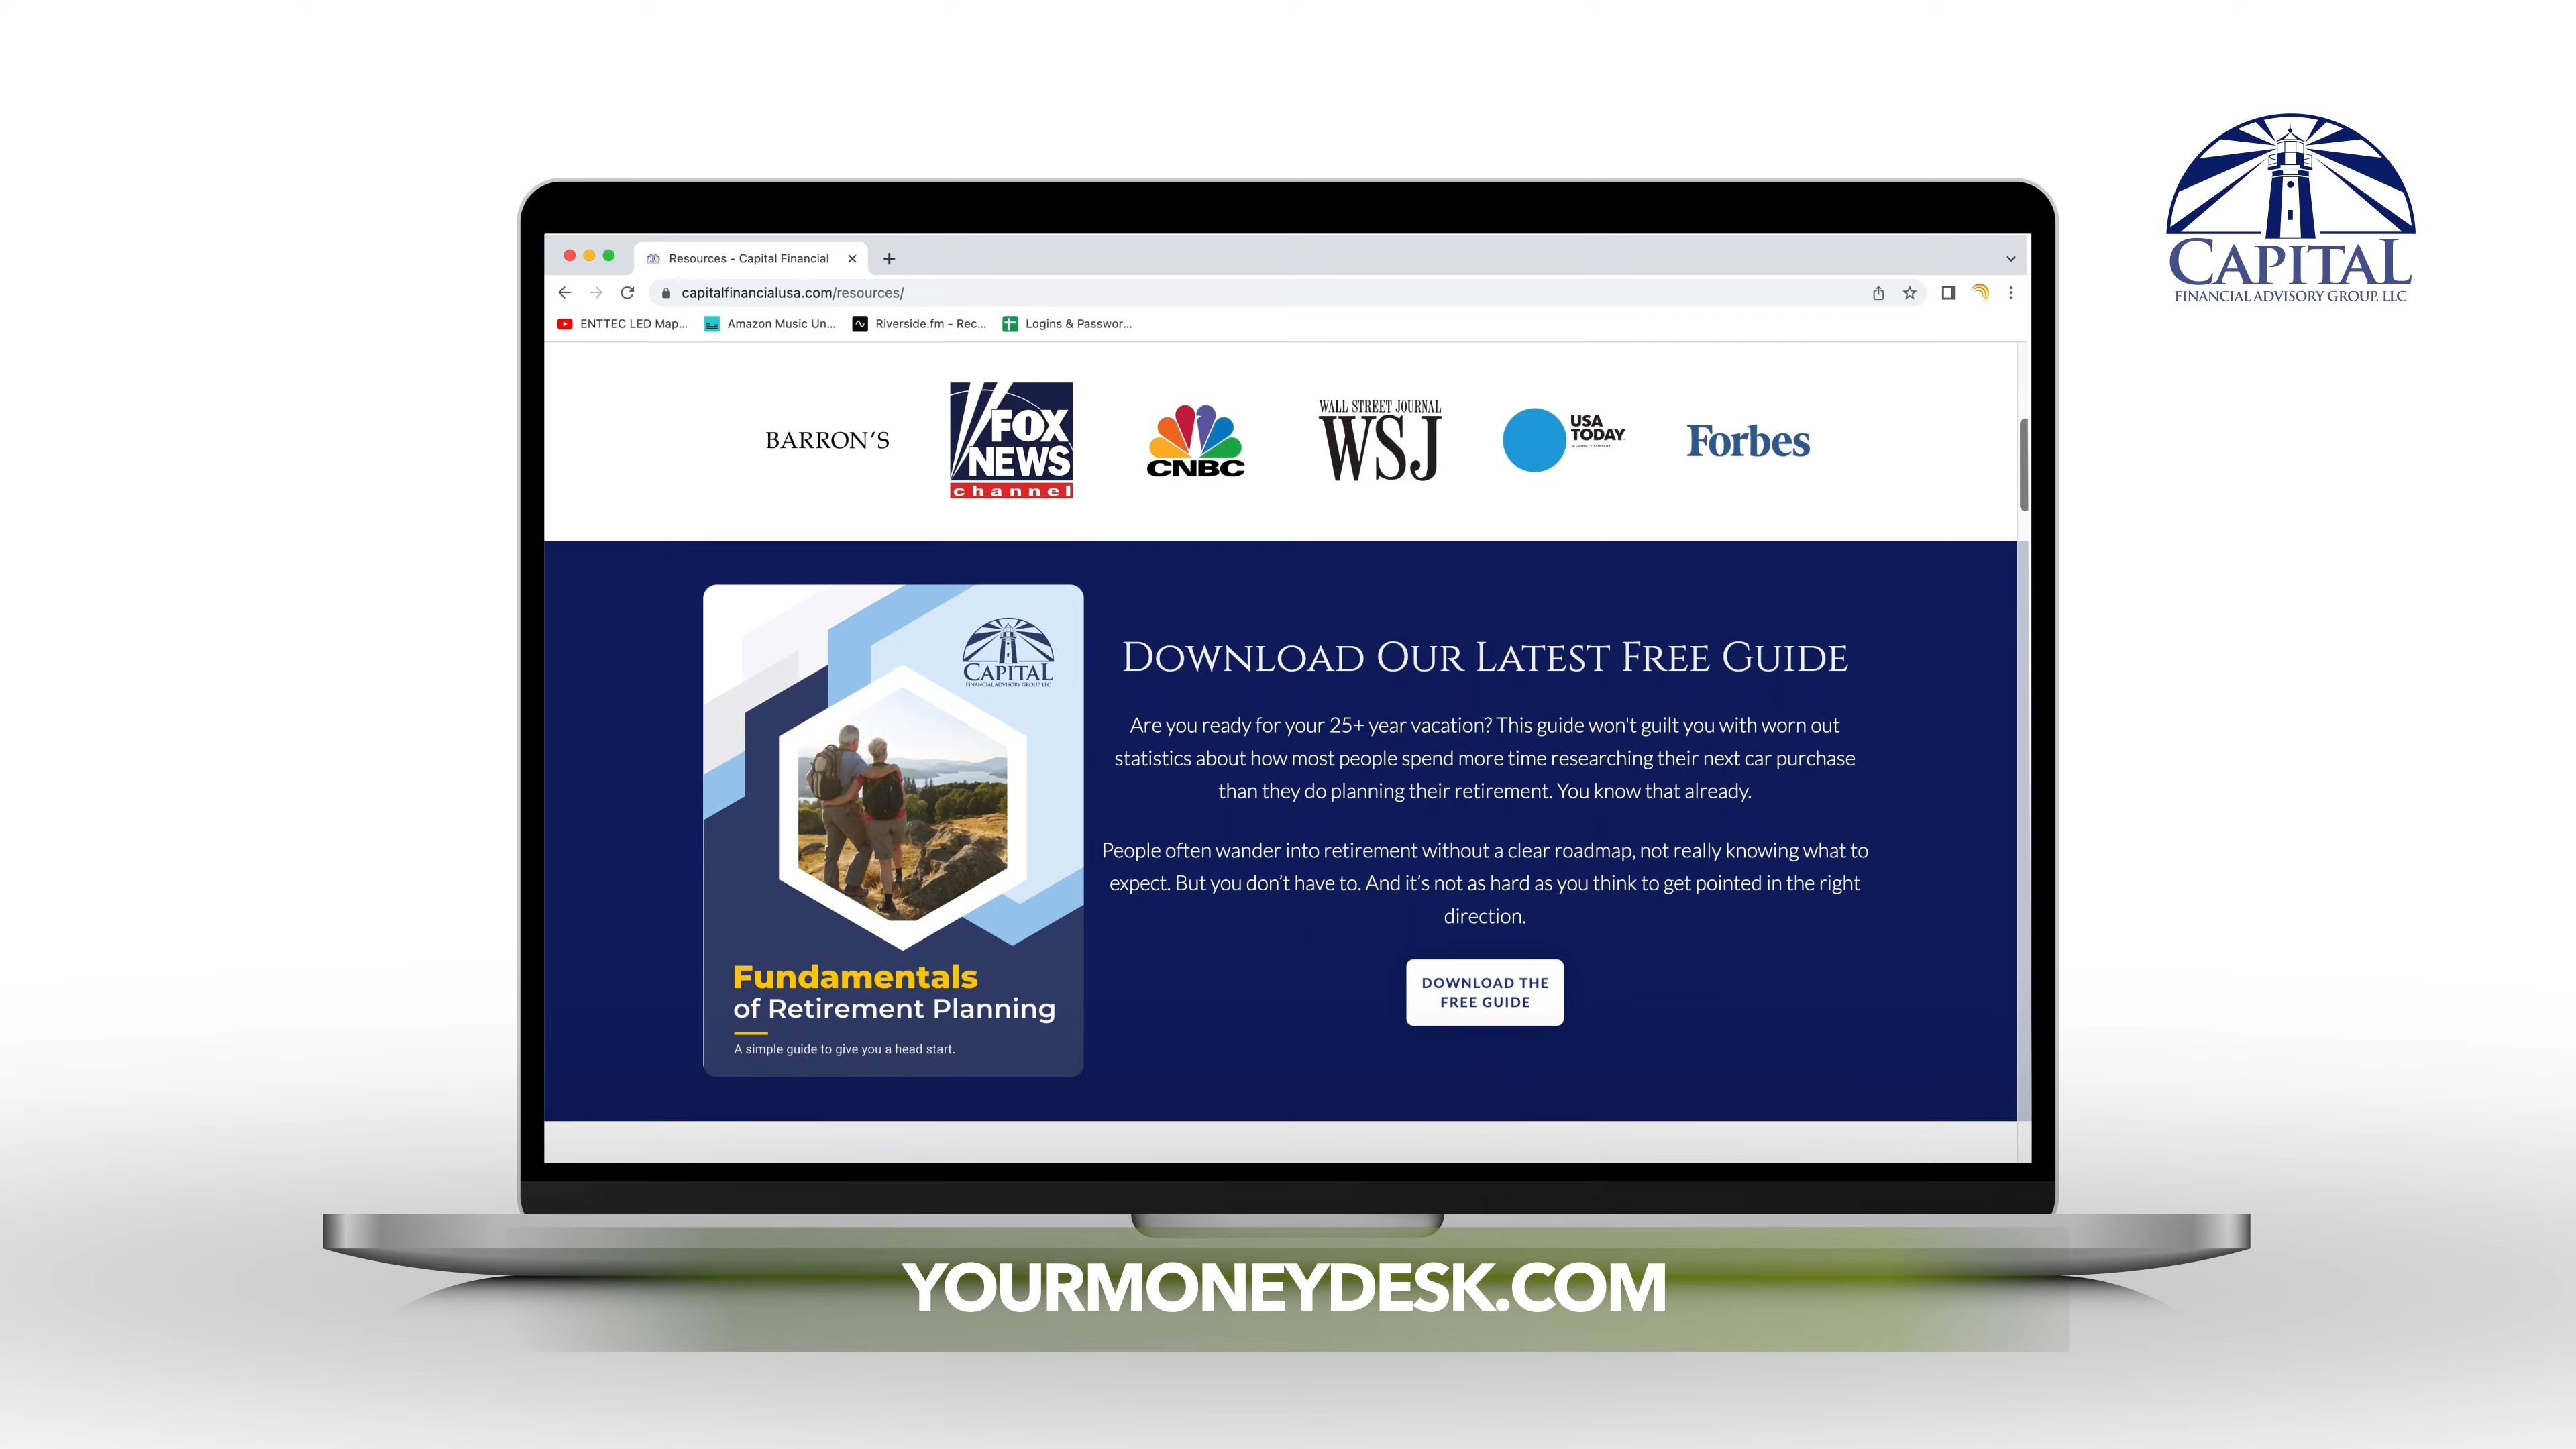 CAPITAL
FINANCIAL ADVISORY GROUP, LLC
Resources - Capital Financial
capitalfinancialusa.com/resources/
ENTTEC LED Map...
Amazon Music Un...
Riverside.fm - Rec...
Logins & Passwor...
BARRON'S
FOX
NEWS
channel
CNBC
WALL STREET JOURNAL
WSJ
USA
TODAY
Forbes
CAPITAL
FINANCIAL ADVISORY GROUP, LLC
Fundamentals
of Retirement Planning
A simple guide to give you a head start.
DOWNLOAD OUR LATEST FREE GUIDE
Are you ready for your 25+ year vacation? This guide won't guilt you with worn out
statistics about how most people spend more time researching their next car purchase
than they do planning their retirement. You know that already.
People often wander into retirement without a clear roadmap, not really knowing what to
expect. But you don’t have to. And it’s not as hard as you think to get pointed in the right
direction.
DOWNLOAD THE
FREE GUIDE
YOURMONEYDESK.COM